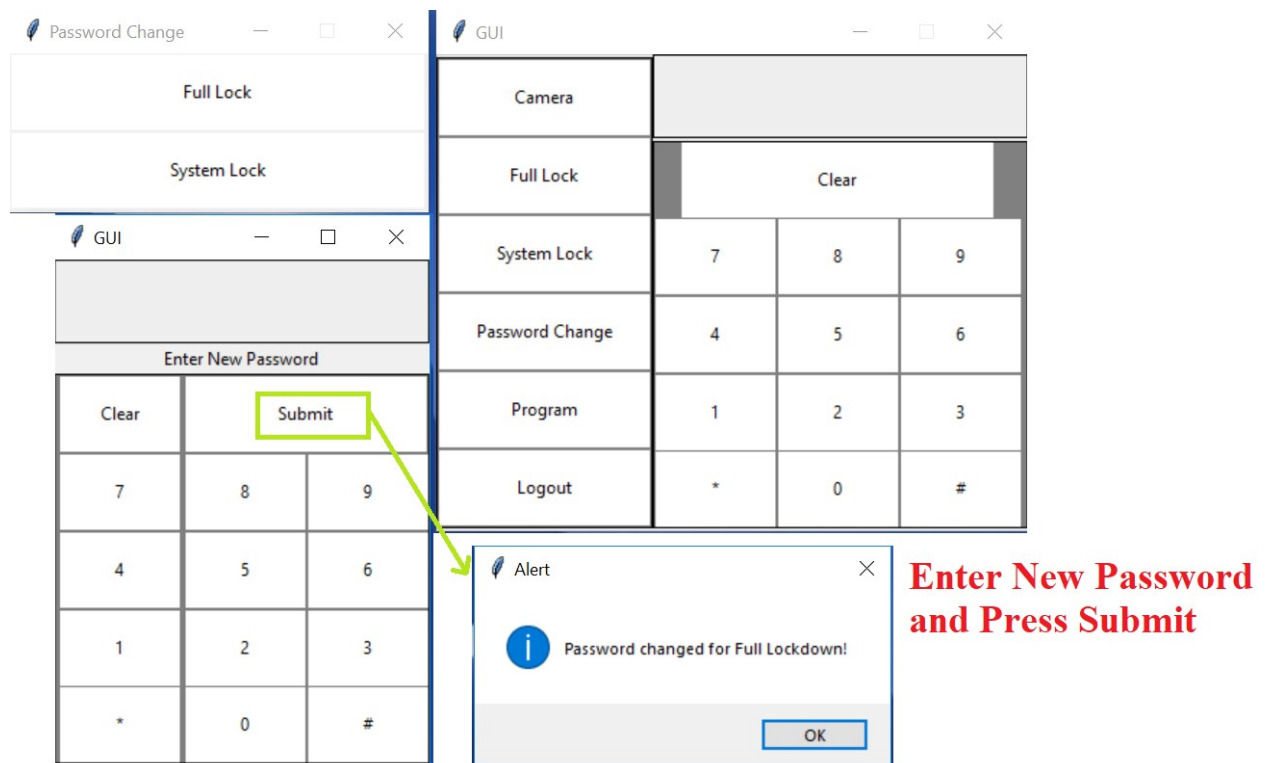 Password Change
Full Lock
System Lock
GUI
Enter New Password
Clear Submit
7 8 9
4 5 6
1 2 3
* 0 #
GUI
Camera
Full Lock
System Lock
Password Change
Program
Logout
Clear
7 8 9
4 5 6
1 2 3
* 0 #
Alert
Password changed for Full Lockdown!
OK
Enter New Password
and Press Submit